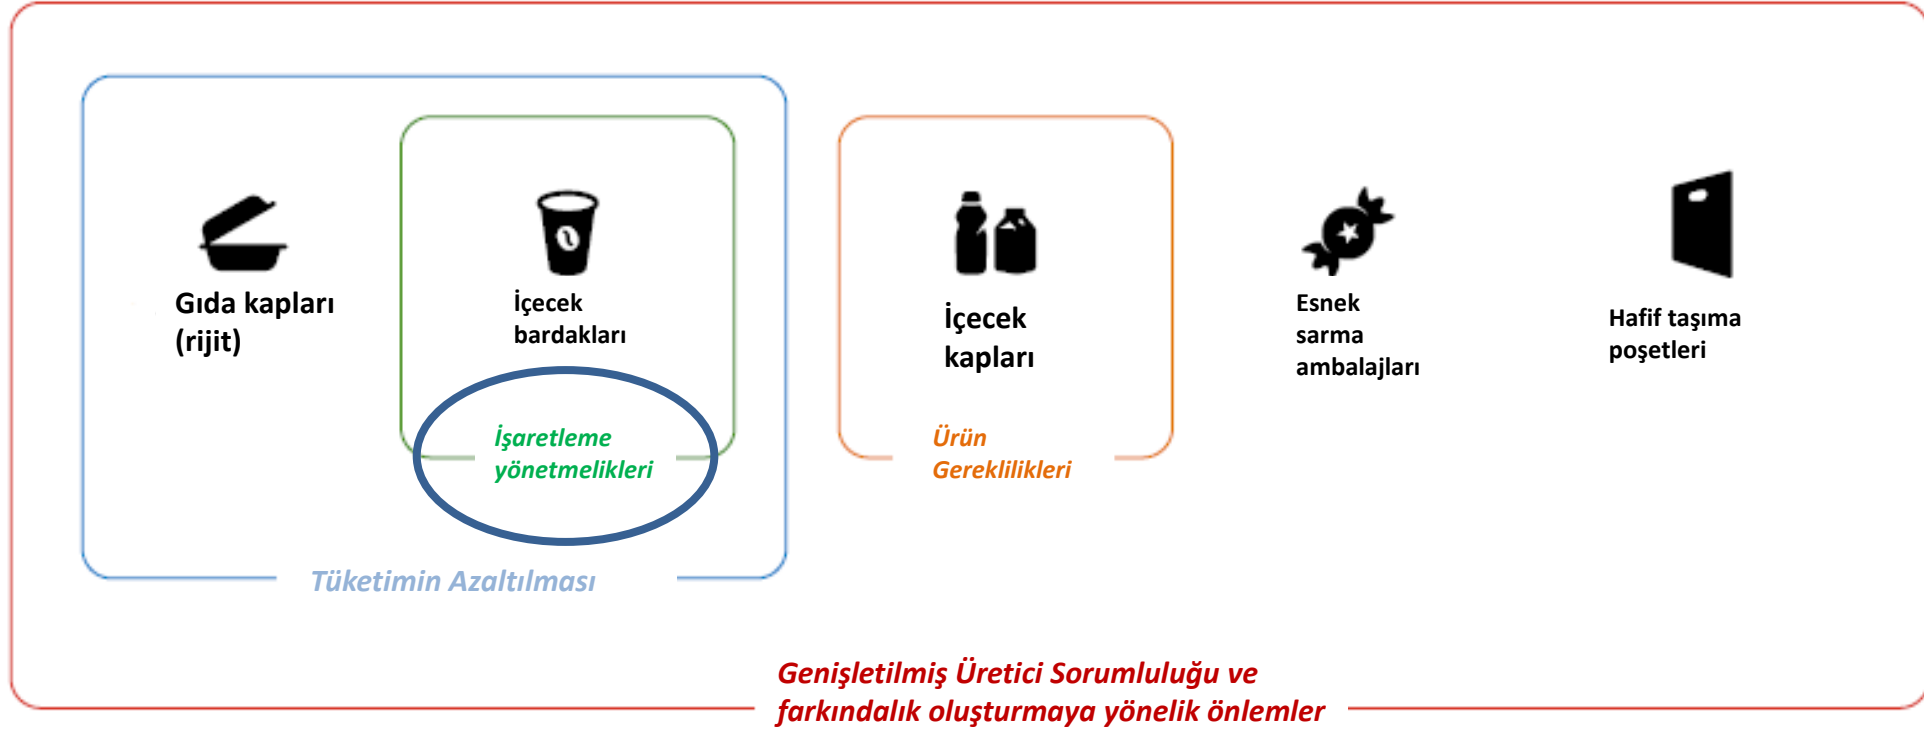 Gıda kapları
(rijit)
İçecek
bardakları
İşaretleme
yönetmelikleri
Tüketimin Azaltılması
İçecek
kapları
Ürün
Gereklilikleri
Esnek
sarma
ambalajları
Hafif taşıma
poşetleri
Genişletilmiş Üretici Sorumluluğu ve
farkındalık oluşturmaya yönelik önlemler